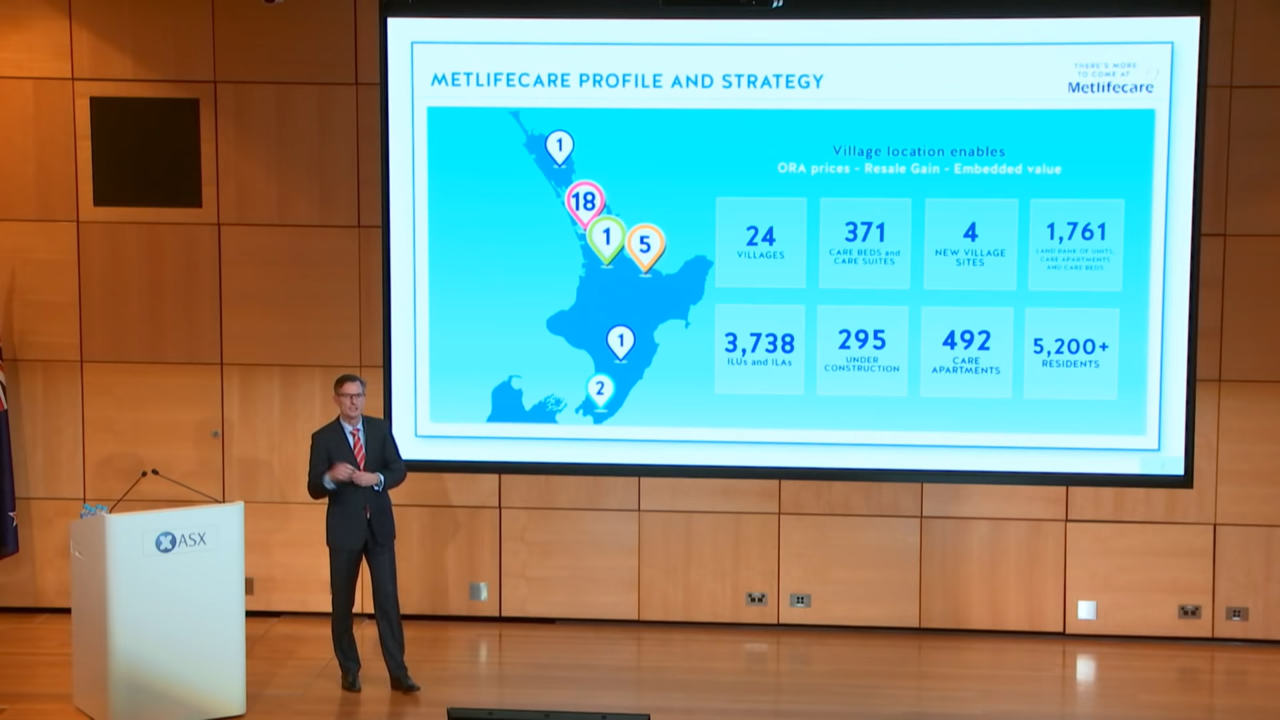 METLIFECARE PROFILE AND STRATEGY
THERE'S MORE
TO COME AT
Metlifecare
1
18
1
5
1
2
Village location enables
ORA prices - Resale Gain - Embedded value
24
VILLAGES
371
CARE BEDS and
CARE SUITES
4
NEW VILLAGE
SITES
1,761
LAND BANK OF UNITS,
CARE APARTMENTS
AND CARE BEDS
3,738
ILUs and ILAs
295
UNDER
CONSTRUCTION
492
CARE
APARTMENTS
5,200+
RESIDENTS
ASX